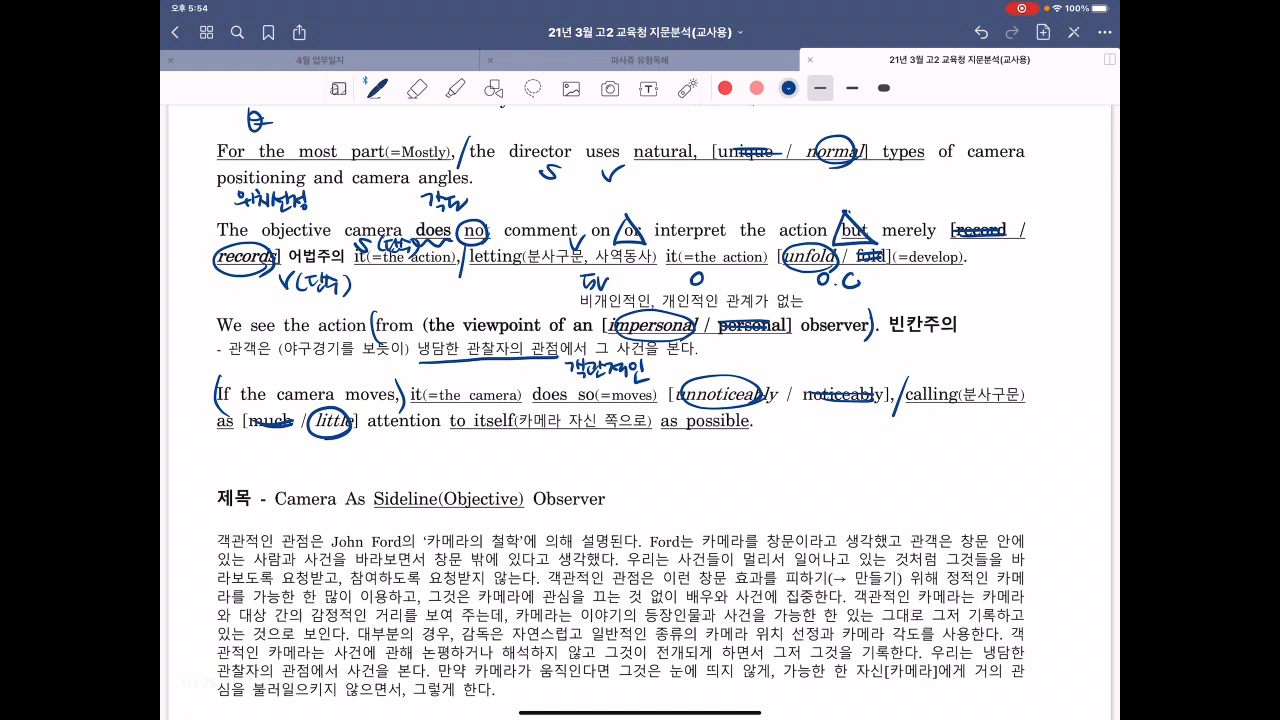 오후 5:54
100%
21년 3월 고2 교육청 지문분석(교사용)
4월 업무일지
파사쥬 유형독해
21년 3월 고2 교육청 지문분석(교사용)
For the most part(=Mostly), the director uses natural, [unique / normal] types of camera
S V
positioning and camera angles.
위치선정 각도
The objective camera does not comment on or interpret the action but merely [record /
S (단수) V
records] 어법주의 it(=the action), letting(분사구문, 사역동사) it(=the action) [unfold / fold](=develop).
V(단수) O O.C
비개인적인, 개인적인 관계가 없는
We see the action from (the viewpoint of an [impersonal / personal] observer). 빈칸주의
- 관객은 (야구경기를 보듯이) 냉담한 관찰자의 관점에서 그 사건을 본다.
객관적인
If the camera moves, it(=the camera) does so(=moves) [unnoticeably / noticeably], calling(분사구문)
as [much / little] attention to itself(카메라 자신 쪽으로) as possible.
제목 - Camera As Sideline(Objective) Observer
객관적인 관점은 John Ford의 ‘카메라의 철학’에 의해 설명된다. Ford는 카메라를 창문이라고 생각했고 관객은 창문 안에
있는 사람과 사건을 바라보면서 창문 밖에 있다고 생각했다. 우리는 사건들이 멀리서 일어나고 있는 것처럼 그것들을 바
라보도록 요청받고, 참여하도록 요청받지 않는다. 객관적인 관점은 이런 창문 효과를 피하기(→ 만들기) 위해 정적인 카메
라를 가능한 한 많이 이용하고, 그것은 카메라에 관심을 끄는 것 없이 배우와 사건에 집중한다. 객관적인 카메라는 카메라
와 대상 간의 감정적인 거리를 보여 주는데, 카메라는 이야기의 등장인물과 사건을 가능한 한 있는 그대로 그저 기록하고
있는 것으로 보인다. 대부분의 경우, 감독은 자연스럽고 일반적인 종류의 카메라 위치 선정과 카메라 각도를 사용한다. 객
관적인 카메라는 사건에 관해 논평하거나 해석하지 않고 그것이 전개되게 하면서 그저 그것을 기록한다. 우리는 냉담한
관찰자의 관점에서 사건을 본다. 만약 카메라가 움직인다면 그것은 눈에 띄지 않게, 가능한 한 자신[카메라]에게 거의 관
심을 불러일으키지 않으면서, 그렇게 한다.